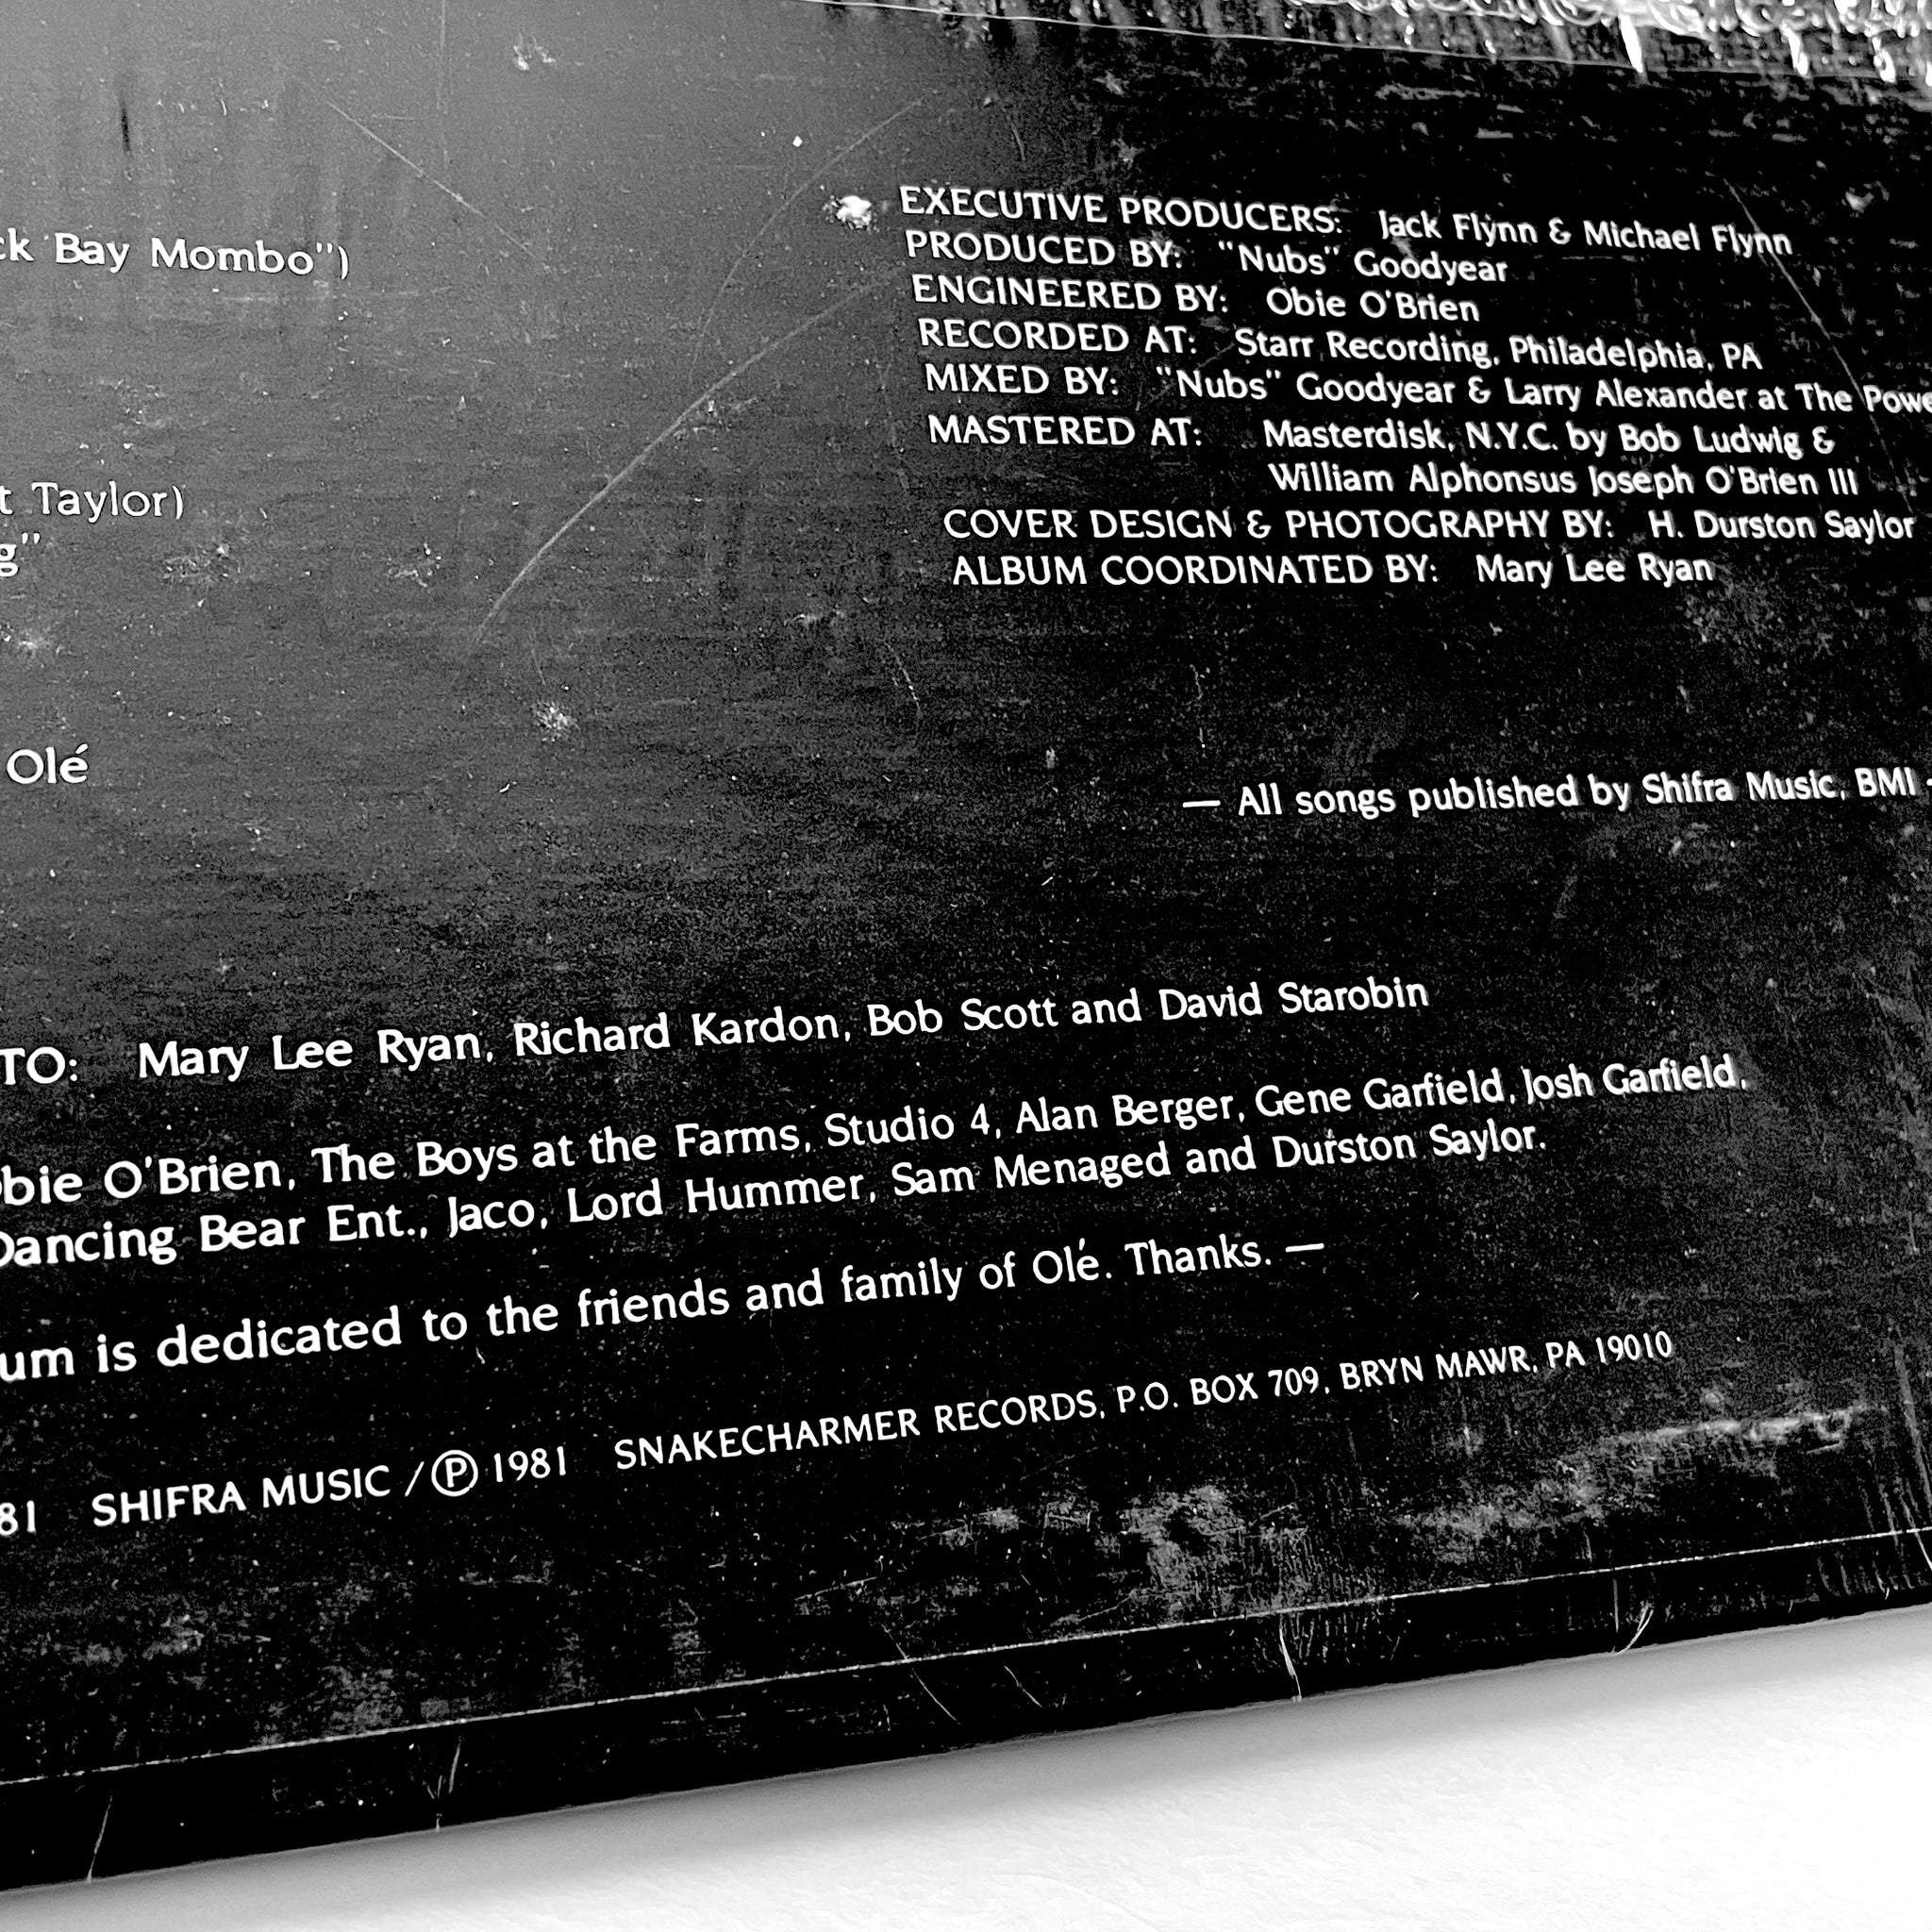 ck Bay Mombo")
t Taylor)
g"
Olé
EXECUTIVE PRODUCERS: Jack Flynn & Michael Flynn
PRODUCED BY: "Nubs" Goodyear
ENGINEERED BY: Obie O'Brien
RECORDED AT: Starr Recording, Philadelphia, PA
MIXED BY: "Nubs" Goodyear & Larry Alexander at The Powe
MASTERED AT: Masterdisk, N.Y.C. by Bob Ludwig &
William Alphonsus Joseph O'Brien III
COVER DESIGN & PHOTOGRAPHY BY: H. Durston Saylor
ALBUM COORDINATED BY: Mary Lee Ryan
— All songs published by Shifra Music, BMI
TO: Mary Lee Ryan, Richard Kardon, Bob Scott and David Starobin
bie O'Brien, The Boys at the Farms, Studio 4, Alan Berger, Gene Garfield, Josh Garfield,
Dancing Bear Ent., Jaco, Lord Hummer, Sam Menaged and Durston Saylor.
um is dedicated to the friends and family of Olé. Thanks. —
81 SHIFRA MUSIC / Ⓟ 1981 SNAKECHARMER RECORDS, P.O. BOX 709, BRYN MAWR, PA 19010